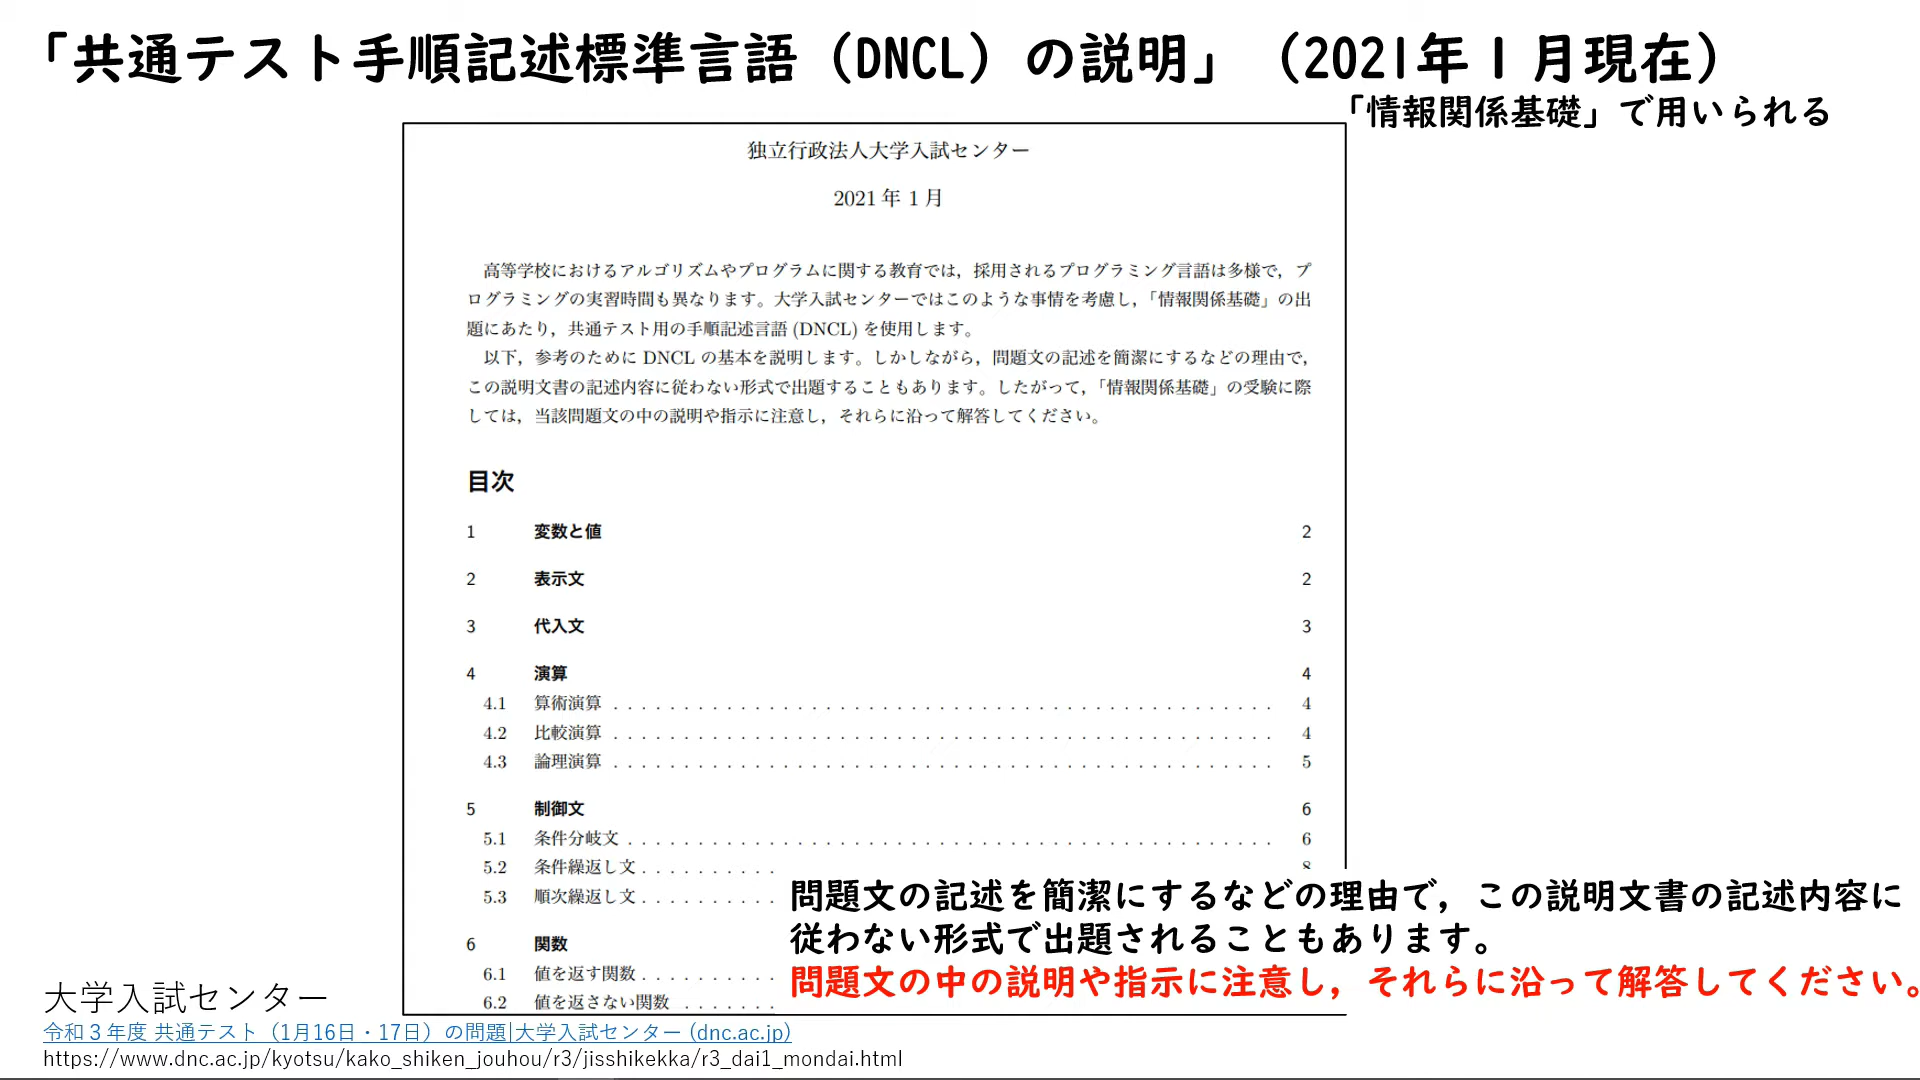 「共通テスト手順記述標準言語（DNCL）の説明」（2021年１月現在）
「情報関係基礎」で用いられる
独立行政法人大学入試センター
2021 年 1 月
高等学校におけるアルゴリズムやプログラムに関する教育では，採用されるプログラミング言語は多様で，プ
ログラミングの実習時間も異なります。大学入試センターではこのような事情を考慮し，「情報関係基礎」の出
題にあたり，共通テスト用の手順記述言語 (DNCL) を使用します。
以下，参考のために DNCL の基本を説明します。しかしながら，問題文の記述を簡潔にするなどの理由で，
この説明文書の記述内容に従わない形式で出題することもあります。したがって，「情報関係基礎」の受験に際
しては，当該問題文の中の説明や指示に注意し，それらに沿って解答してください。
目次
1 変数と値 2
2 表示文 2
3 代入文 3
4 演算 4
4.1 算術演算 4
4.2 比較演算 4
4.3 論理演算 5
5 制御文 6
5.1 条件分岐文 6
5.2 条件繰返し文
5.3 順次繰返し文
6 関数
6.1 値を返す関数
6.2 値を返さない関数
問題文の記述を簡潔にするなどの理由で，この説明文書の記述内容に
従わない形式で出題されることもあります。
問題文の中の説明や指示に注意し，それらに沿って解答してください。
大学入試センター
令和３年度 共通テスト（1月16日・17日）の問題|大学入試センター (dnc.ac.jp)
https://www.dnc.ac.jp/kyotsu/kako_shiken_jouhou/r3/jisshikekka/r3_dai1_mondai.html